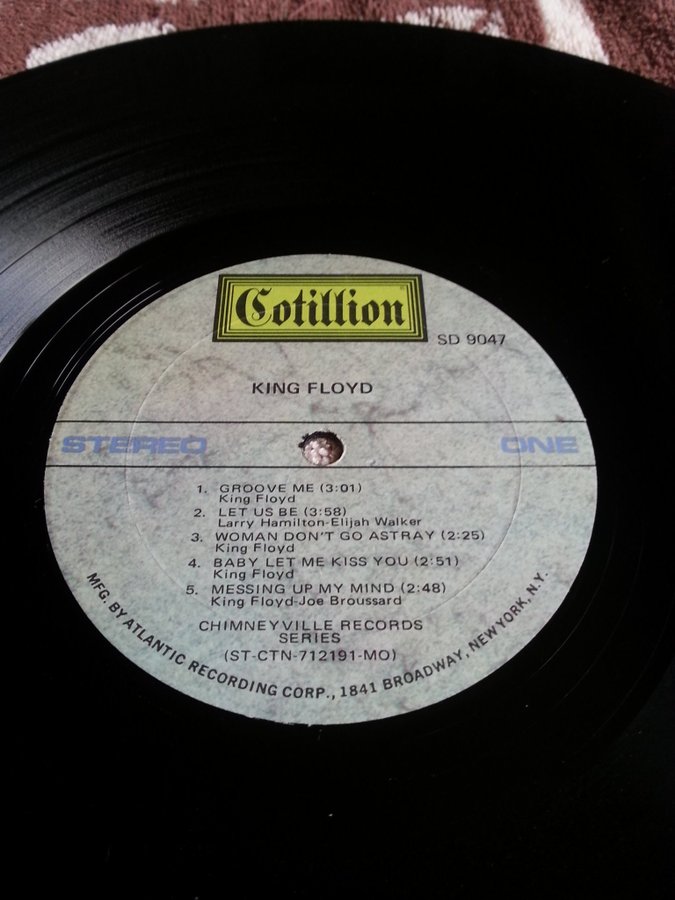 Cotillion®
SD 9047
KING FLOYD
STEREO ONE
1. GROOVE ME (3:01)
King Floyd
2. LET US BE (3:58)
Larry Hamilton-Elijah Walker
3. WOMAN DON'T GO ASTRAY (2:25)
King Floyd
4. BABY LET ME KISS YOU (2:51)
King Floyd
5. MESSING UP MY MIND (2:48)
King Floyd-Joe Broussard
CHIMNEYVILLE RECORDS
SERIES
(ST-CTN-712191-MO)
MFG. BY ATLANTIC RECORDING CORP., 1841 BROADWAY, NEW YORK, N.Y.